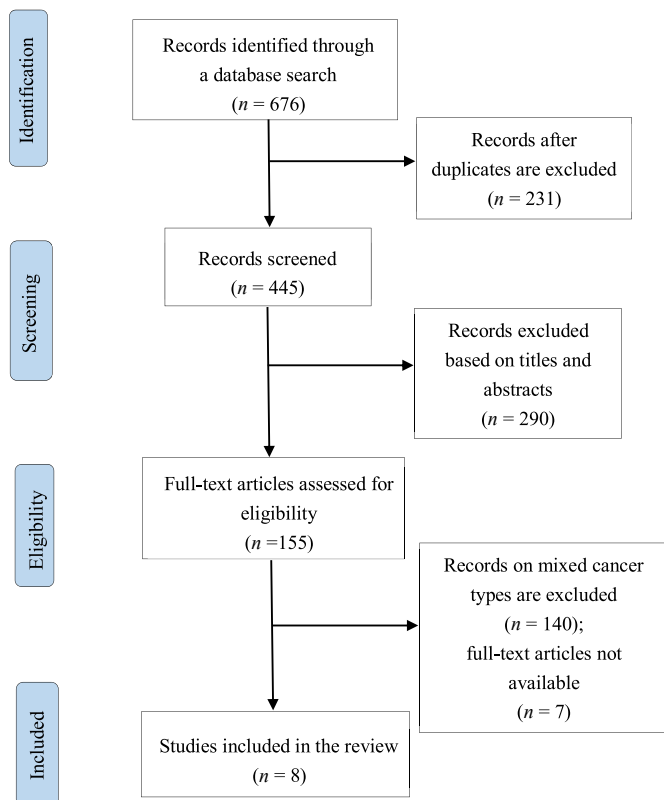 Identification
Records identified through
a database search
(n = 676)
Records after
duplicates are excluded
(n = 231)
Screening
Records screened
(n = 445)
Records excluded
based on titles and
abstracts
(n = 290)
Eligibility
Full-text articles assessed for
eligibility
(n =155)
Records on mixed cancer
types are excluded
(n = 140);
full-text articles not
available
(n = 7)
Included
Studies included in the review
(n = 8)